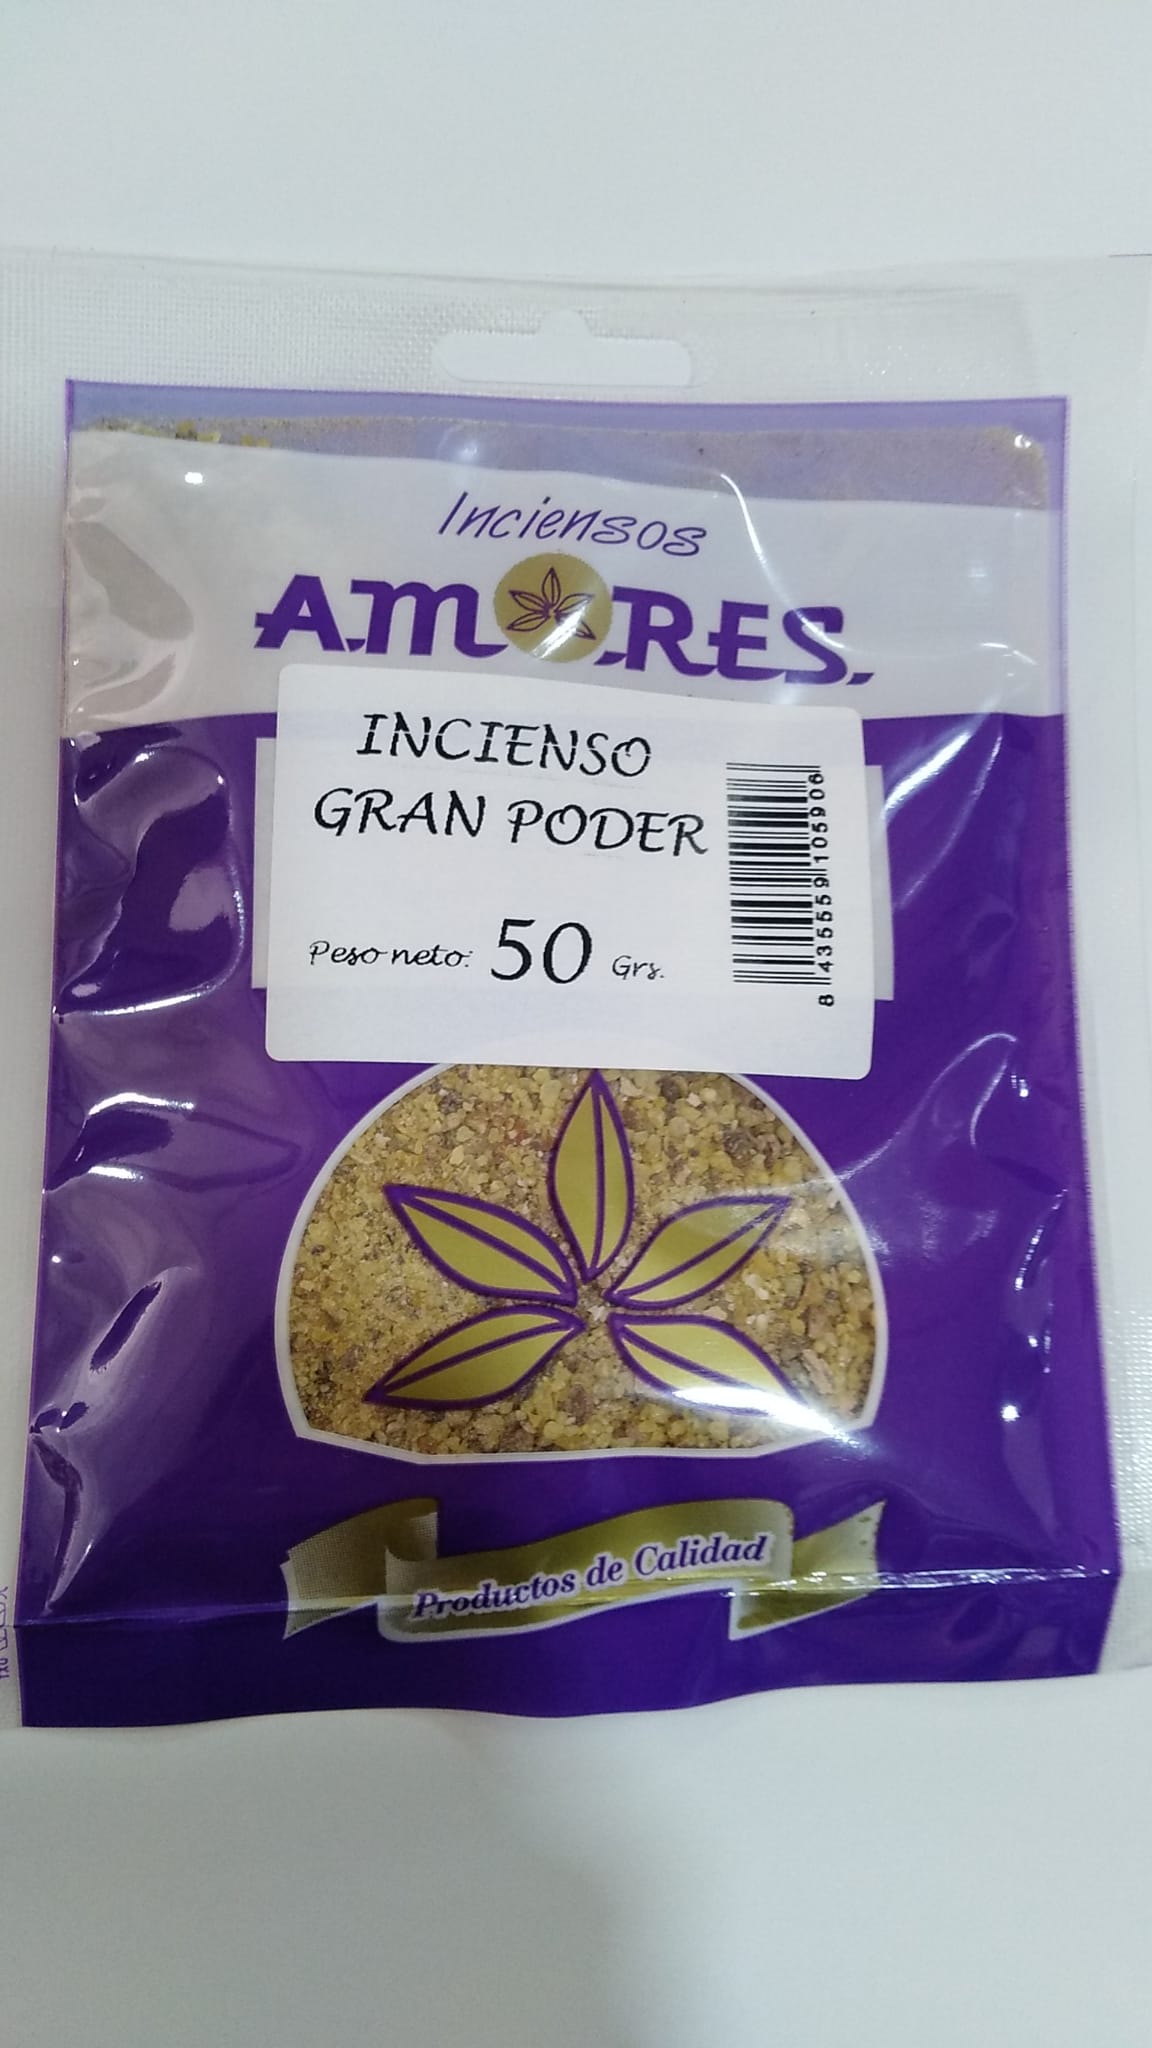 Inciensos
AMORES
INCIENSO
GRAN PODER
Peso neto: 50 Grs.
8 435559 105906
Productos de Calidad